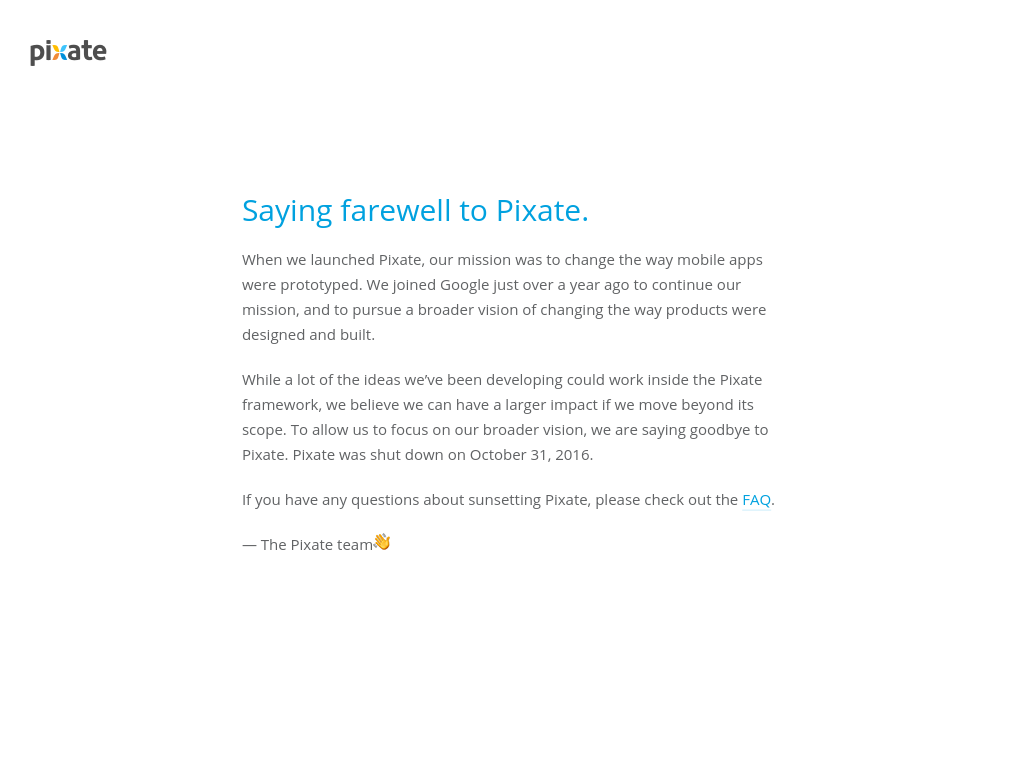 pixate
Saying farewell to Pixate.
When we launched Pixate, our mission was to change the way mobile apps
were prototyped. We joined Google just over a year ago to continue our
mission, and to pursue a broader vision of changing the way products were
designed and built.
While a lot of the ideas we’ve been developing could work inside the Pixate
framework, we believe we can have a larger impact if we move beyond its
scope. To allow us to focus on our broader vision, we are saying goodbye to
Pixate. Pixate was shut down on October 31, 2016.
If you have any questions about sunsetting Pixate, please check out the FAQ.
— The Pixate team👋